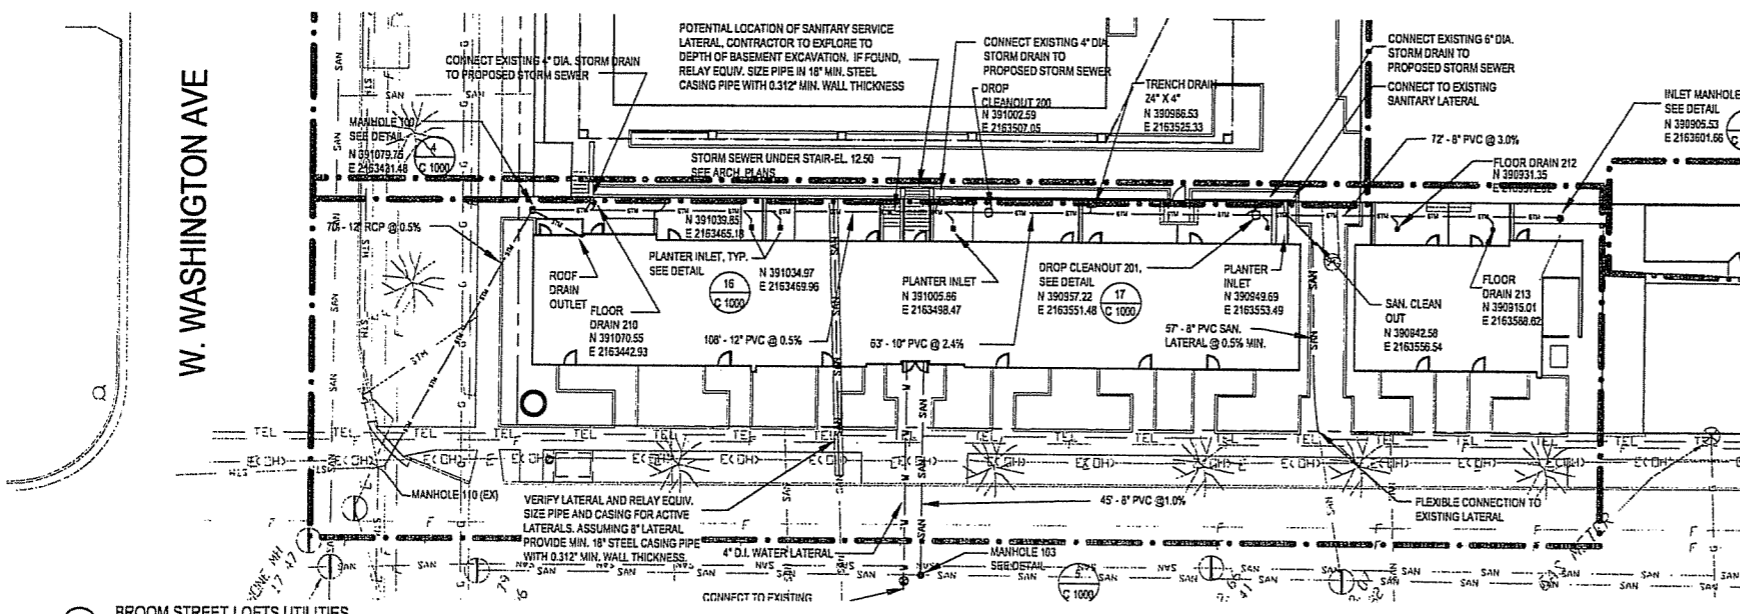 W. WASHINGTON AVE
CONNECT EXISTING 4" DIA. STORM DRAIN
TO PROPOSED STORM SEWER
POTENTIAL LOCATION OF SANITARY SERVICE
LATERAL, CONTRACTOR TO EXPLORE TO
DEPTH OF BASEMENT EXCAVATION. IF FOUND,
RELAY EQUIV. SIZE PIPE IN 18" MIN. STEEL
CASING PIPE WITH 0.312" MIN. WALL THICKNESS
CONNECT EXISTING 4" DIA.
STORM DRAIN TO
PROPOSED STORM SEWER
DROP
CLEANOUT 200
N 391002.59
E 2163507.05
TRENCH DRAIN
24" X 4"
N 390986.53
E 2163525.33
CONNECT EXISTING 6" DIA.
STORM DRAIN TO
PROPOSED STORM SEWER
CONNECT TO EXISTING
SANITARY LATERAL
INLET MANHOLE
SEE DETAIL
N 390905.53
E 2163601.66
72' - 8" PVC @ 3.0%
FLOOR DRAIN 212
N 390931.35
MANHOLE 100
SEE DETAIL
N 391079.75
E 2163431.48
4
C 1000
STORM SEWER UNDER STAIR-EL. 12.50
SEE ARCH. PLANS
N 391039.85
E 2163465.18
70' - 12" RCP @ 0.5%
ROOF
DRAIN
OUTLET
FLOOR
DRAIN 210
N 391070.55
E 2163442.93
PLANTER INLET, TYP.
SEE DETAIL
16
C 1000
N 391034.97
E 2163469.96
108' - 12" PVC @ 0.5%
PLANTER INLET
N 391005.86
E 2163498.47
63' - 10" PVC @ 2.4%
DROP CLEANOUT 201,
SEE DETAIL
N 390957.22
E 2163551.48
17
C 1000
PLANTER
INLET
N 390949.69
E 2163553.49
57' - 8" PVC SAN.
LATERAL @ 0.5% MIN.
SAN. CLEAN
OUT
N 390942.58
E 2163556.54
FLOOR
DRAIN 213
N 390915.01
E 2163588.62
MANHOLE 110 (EX)
VERIFY LATERAL AND RELAY EQUIV.
SIZE PIPE AND CASING FOR ACTIVE
LATERALS. ASSUMING 8" LATERAL
PROVIDE MIN. 18" STEEL CASING PIPE
WITH 0.312" MIN. WALL THICKNESS.
4" D.I. WATER LATERAL
45' - 8" PVC @1.0%
MANHOLE 103
SEE DETAIL
5
C 1000
FLEXIBLE CONNECTION TO
EXISTING LATERAL
CONNECT TO EXISTING
BROOM STREET LOFTS UTILITIES